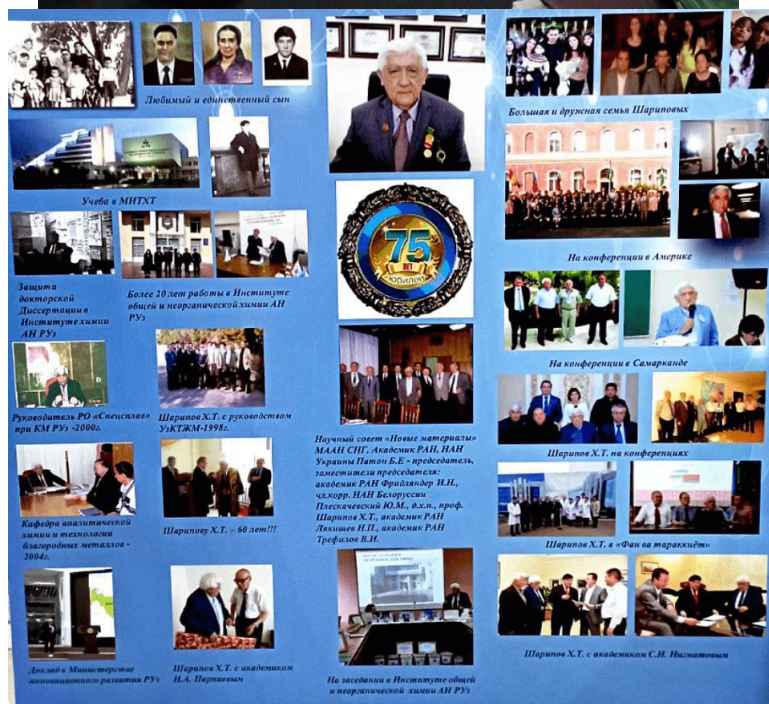 Любимый и единственный сын
Учеба в МИТХТ
Защита
докторской
Диссертации в
Институте химии
АН РУз
Более 20 лет работы в Институте
общей и неорганической химии АН
РУз
Руководитель РО «Спецсплав»
при КМ РУз -2000г.
Шарипов Х.Т. с руководством
УзКТЖМ-1998г.
Кафедра аналитической
химии и технологии
благородных металлов -
2004г.
Шарипову Х.Т. – 60 лет!!!
Доклад в Министерстве
инновационного развития РУз
Шарипов Х.Т. с академиком
Н.А. Парпиевым
75
ЛЕТ
ЮБИЛЕЙ
Научный совет «Новые материалы»
МААН СНГ. Академик РАН, НАН
Украины Патон Б.Е - председатель,
заместители председателя:
академик РАН Фридляндер И.Н.,
чл.корр. НАН Белоруссии
Плескачевский Ю.М., д.х.н., проф.
Шарипов Х.Т., академик РАН
Лякишев Н.П., академик РАН
Трефилов В.И.
На заседании в Институте общей
и неорганической химии АН РУз
Большая и дружная семья Шариповых
На конференции в Америке
На конференции в Самарканде
Шарипов Х.Т. на конференциях
Шарипов Х.Т. в «Фан ва тараккиёт»
Шарипов Х.Т. с академиком С.Н. Нигматовым